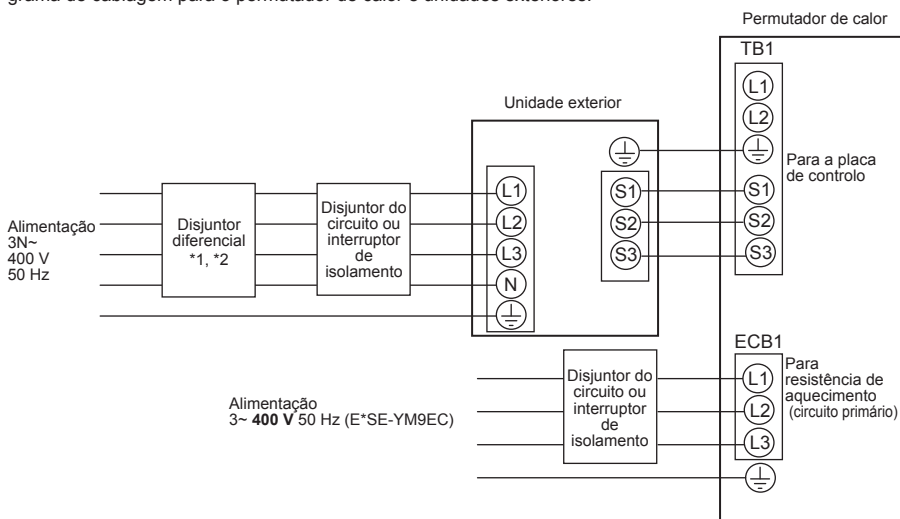 grama de cablagem para o permutador de calor e unidades exteriores.
Permutador de calor
TB1
L1
L2
Para a placa
de controlo
S1
S2
S3
Unidade exterior
S1
S2
S3
L1
L2
L3
N
Alimentação
3N~
400 V
50 Hz
Disjuntor
diferencial
*1, *2
Disjuntor do
circuito ou
interruptor
de
isolamento
ECB1
L1
L2
L3
Para
resistência de
aquecimento
(circuito primário)
Alimentação
3~ 400 V 50 Hz (E*SE-YM9EC)
Disjuntor do
circuito ou
interruptor
de
isolamento